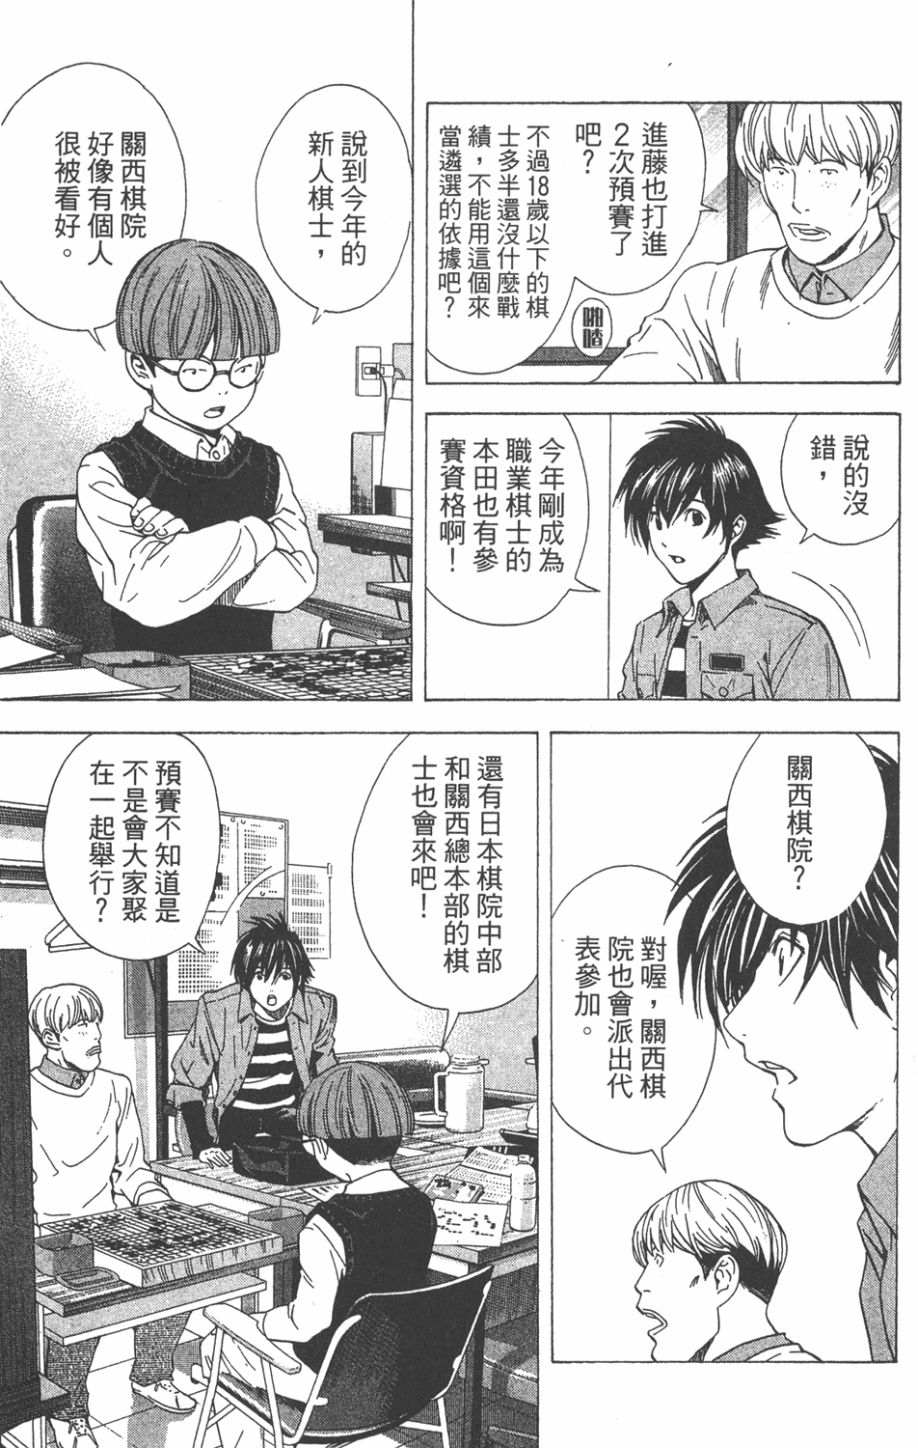 進藤也打進
2次預賽了
吧？
不過18歲以下的棋
士多半還沒什麼戰
績，不能用這個來
當遴選的依據吧？
啪
喳
說的沒
錯，
今年剛成為
職業棋士的
本田也有參
賽資格啊！
說到今年的
新人棋士，
關西棋院
好像有個人
很被看好。
關西棋院？
對喔，關西棋
院也會派出代
表參加。
還有日本棋院中部
和關西總本部的棋
士也會來吧！
預賽不知道是
不是會大家聚
在一起舉行？